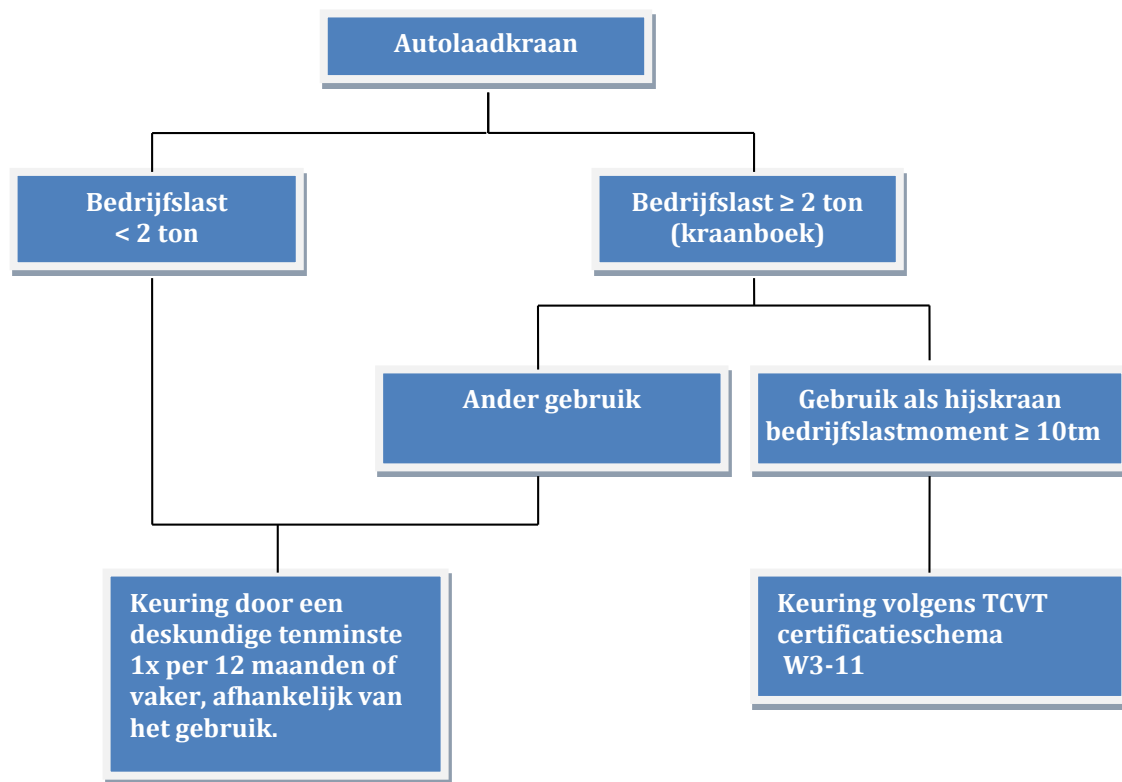 Autolaadkraan
Bedrijfslast
< 2 ton
Bedrijfslast ≥ 2 ton
(kraanboek)
Ander gebruik
Gebruik als hijskraan
bedrijfslastmoment ≥ 10tm
Keuring door een
deskundige tenminste
1x per 12 maanden of
vaker, afhankelijk van
het gebruik.
Keuring volgens TCVT
certificatieschema
W3-11